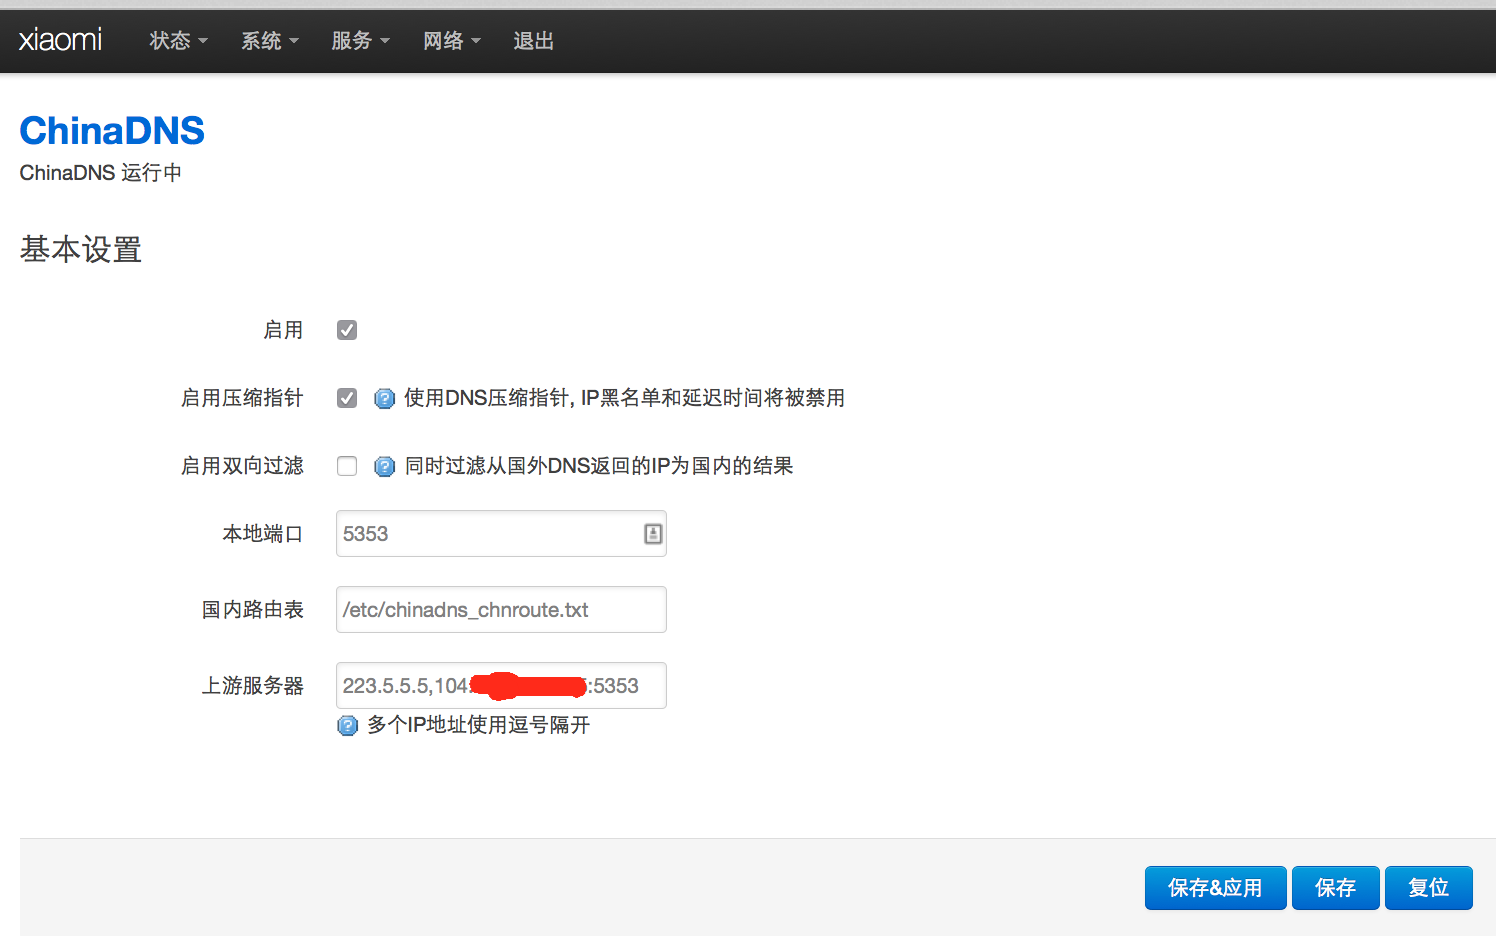 xiaomi 状态 系统 服务 网络 退出
ChinaDNS
ChinaDNS 运行中
基本设置
启用
启用压缩指针 使用DNS压缩指针, IP黑名单和延迟时间将被禁用
启用双向过滤 同时过滤从国外DNS返回的IP为国内的结果
本地端口 5353
国内路由表 /etc/chinadns_chnroute.txt
上游服务器 223.5.5.5,104. :5353
多个IP地址使用逗号隔开
保存&应用 保存 复位